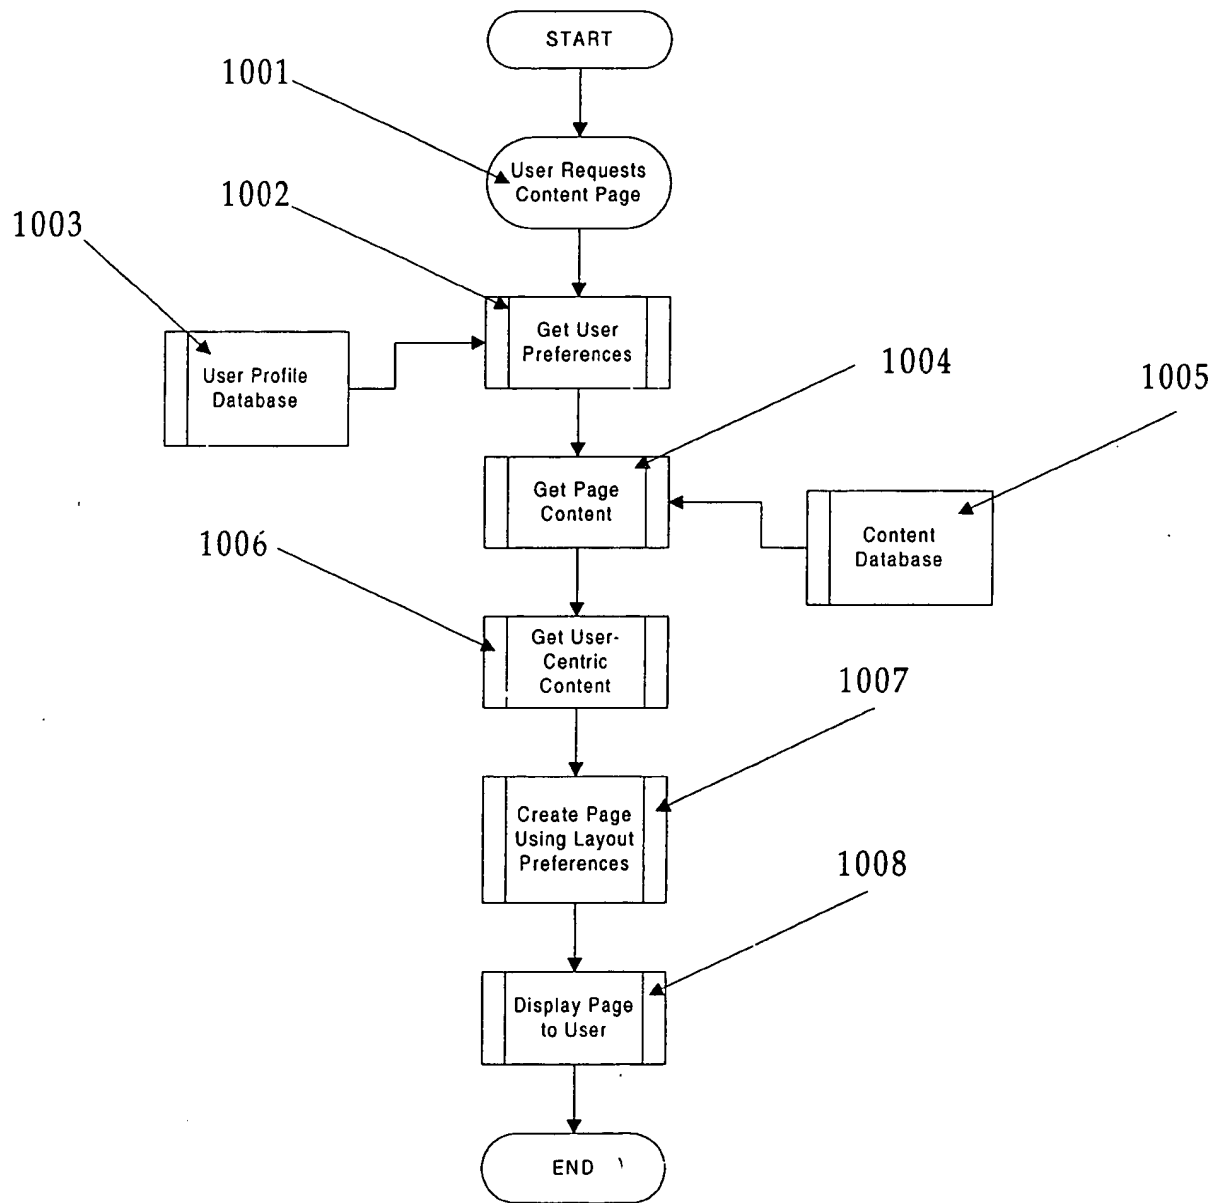 START
1001
User Requests
Content Page
1002
1003
Get User
Preferences
User Profile
Database
1004
1005
Get Page
Content
Content
Database
1006
Get User-
Centric
Content
1007
Create Page
Using Layout
Preferences
1008
Display Page
to User
END